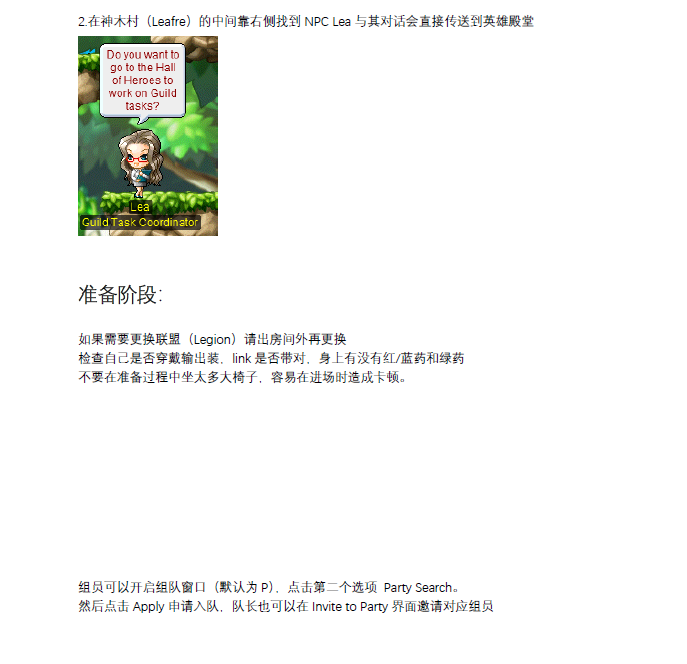 2.在神木村（Leafre）的中间靠右侧找到 NPC Lea 与其对话会直接传送到英雄殿堂
Do you want to
go to the Hall
of Heroes to
work on Guild
tasks?
Lea
Guild Task Coordinator
准备阶段:
如果需要更换联盟（Legion）请出房间外再更换
检查自己是否穿戴输出装，link 是否带对，身上有没有红/蓝药和绿药
不要在准备过程中坐太多大椅子，容易在进场时造成卡顿。
组员可以开启组队窗口（默认为 P），点击第二个选项 Party Search。
然后点击 Apply 申请入队，队长也可以在 Invite to Party 界面邀请对应组员